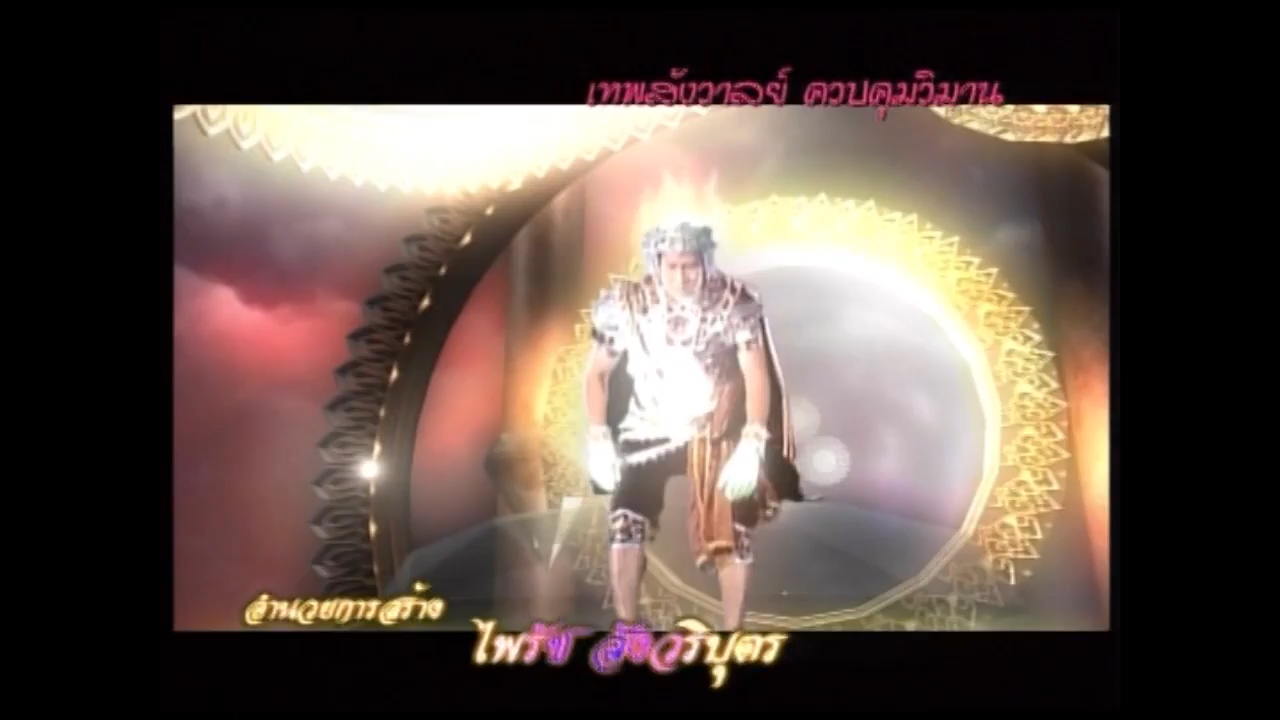 เทพสังวาลย์ ควบคุมวิมาน
อำนวยการสร้าง
ไพรัช สังวริบุตร